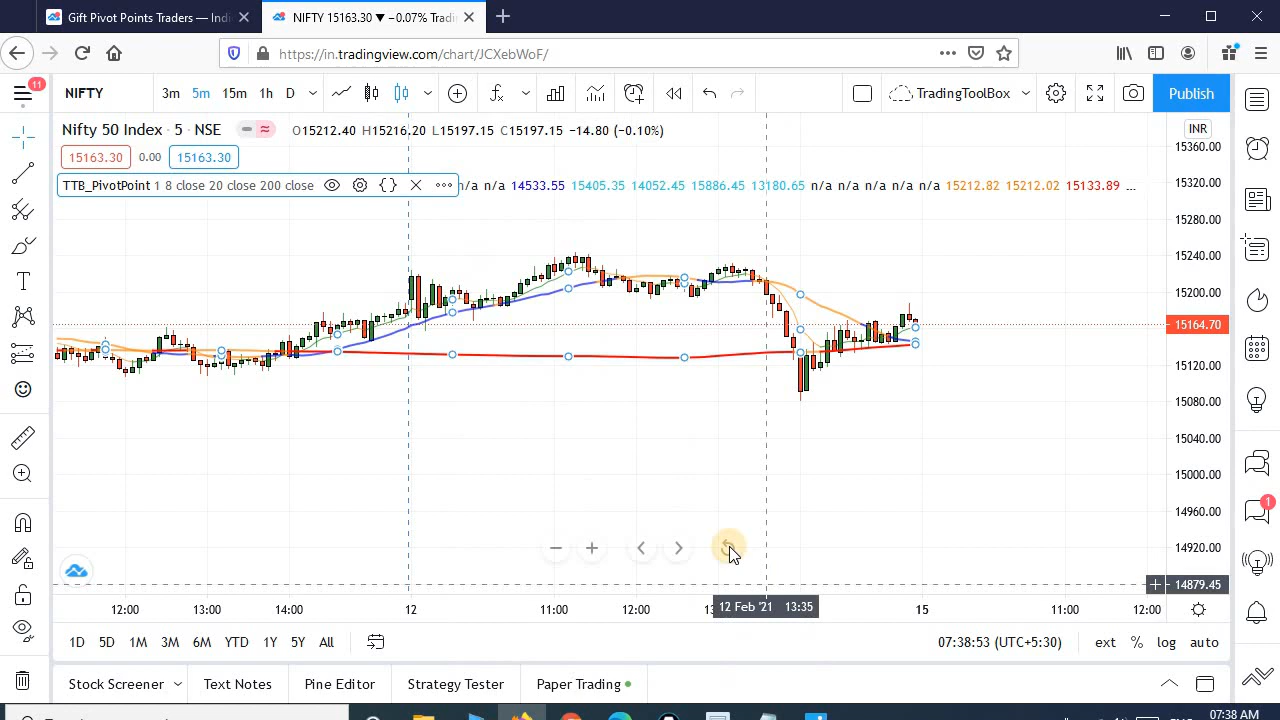 Gift Pivot Points Traders — Indi
NIFTY 15163.30 ▼ −0.07% Tradi
https://in.tradingview.com/chart/JCXebWoF/
11
NIFTY 3m 5m 15m 1h D TradingToolBox Publish
Nifty 50 Index · 5 · NSE O15212.40 H15216.20 L15197.15 C15197.15 −14.80 (−0.10%) INR
15163.30 0.00 15163.30
TTB_PivotPoint 1 8 close 20 close 200 close n/a n/a 14533.55 15405.35 14052.45 15886.45 13180.65 n/a n/a n/a n/a n/a 15212.82 15212.02 15133.89 ...
15360.00
15320.00
15280.00
15240.00
15200.00
15164.70
15120.00
15080.00
15040.00
15000.00
14960.00
14920.00
14879.45
1
12:00 13:00 14:00 12 11:00 12:00 12 Feb '21 13:35 15 11:00 12:00
1D 5D 1M 3M 6M YTD 1Y 5Y All 07:38:53 (UTC+5:30) ext % log auto
Stock Screener Text Notes Pine Editor Strategy Tester Paper Trading
07:38 AM